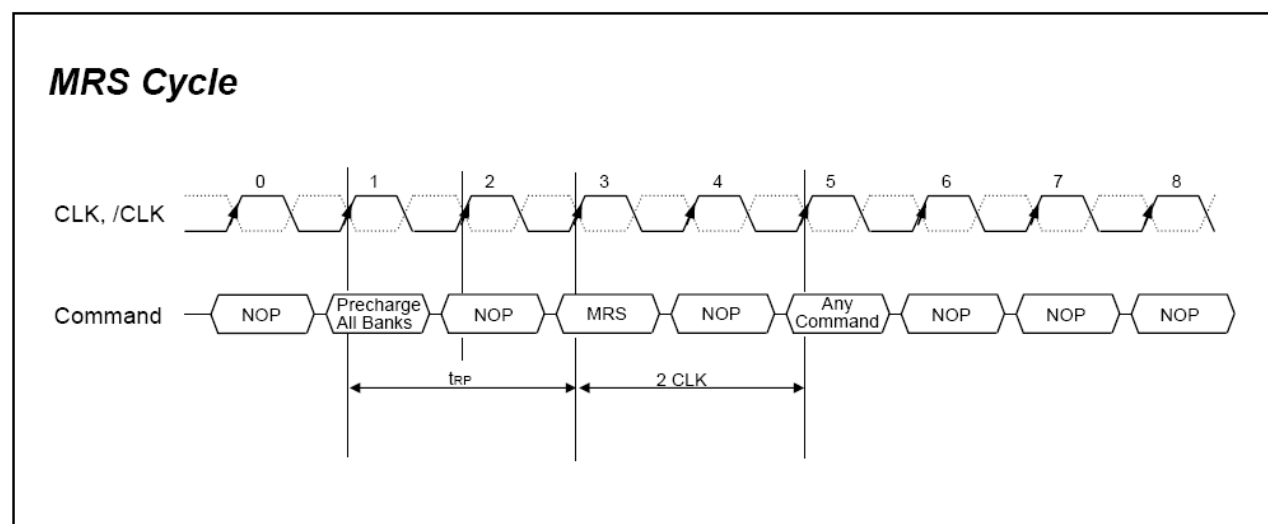 MRS Cycle
0 1 2 3 4 5 6 7 8
CLK, /CLK
Command
NOP
Precharge
All Banks
NOP
MRS
NOP
Any
Command
NOP
NOP
NOP
tRP
2 CLK